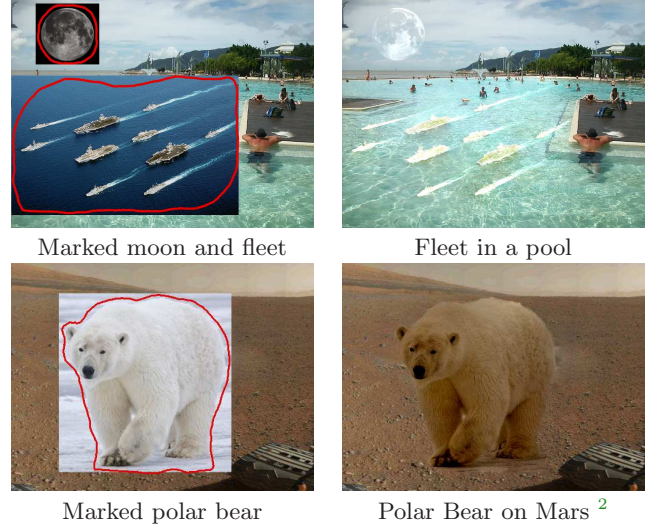 Marked moon and fleet
Fleet in a pool
Marked polar bear
Polar Bear on Mars 2